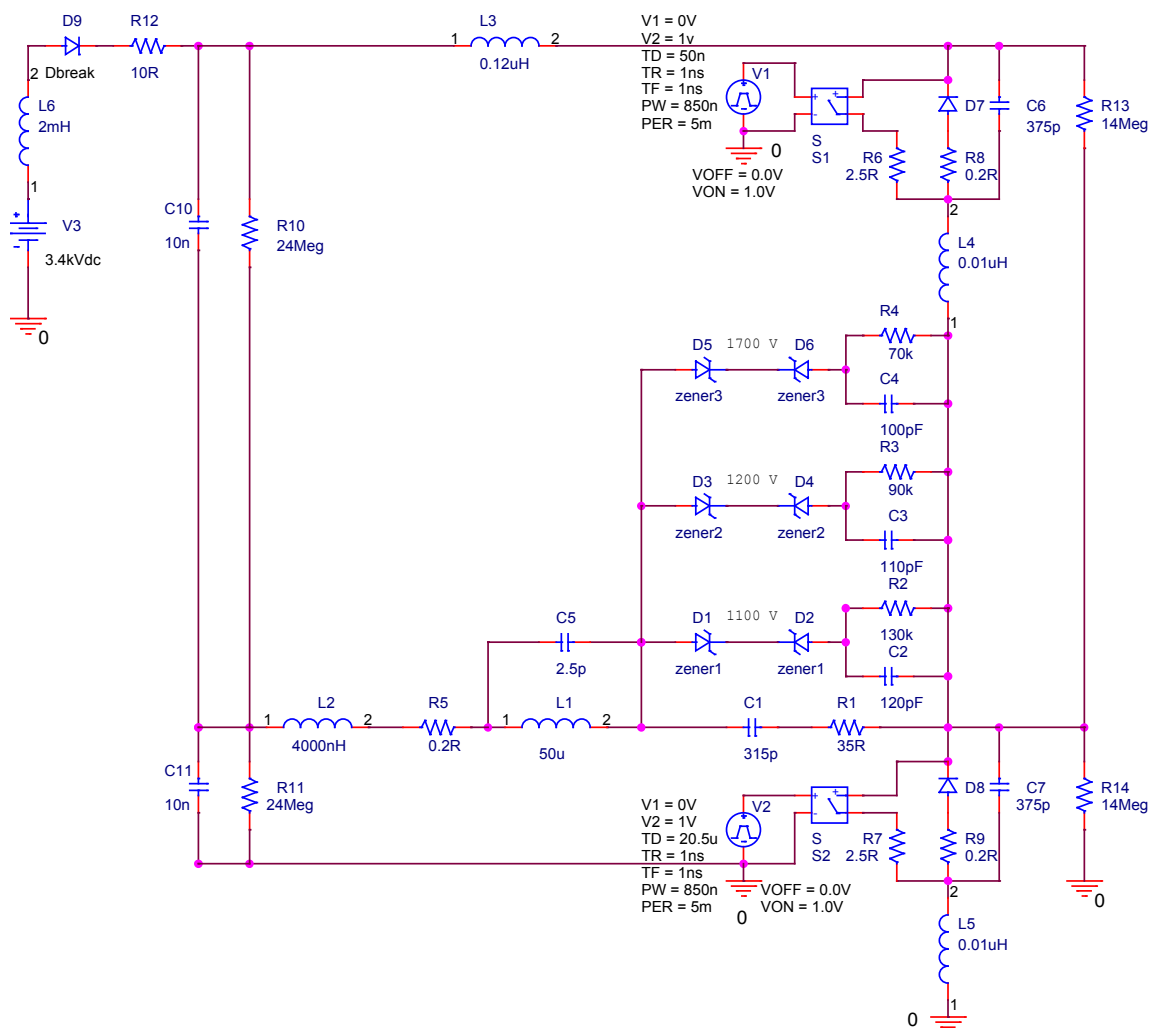 D9
R12
Dbreak
10R
2
L6
2mH
1
V3
3.4kVdc
0
C10
10n
R10
24Meg
L3
1
2
0.12uH
V1 = 0V
V2 = 1v
TD = 50n
TR = 1ns
TF = 1ns
PW = 850n
PER = 5m
V1
0
VOFF = 0.0V
VON = 1.0V
S
S1
R6
2.5R
D7
R8
0.2R
C6
375p
R13
14Meg
2
L4
0.01uH
1
R4
70k
D5
1700 V
D6
zener3
zener3
C4
100pF
R3
90k
D3
1200 V
D4
zener2
zener2
C3
110pF
R2
130k
D1
1100 V
D2
zener1
zener1
C2
120pF
C5
2.5p
1
L2
2
4000nH
R5
0.2R
1
L1
2
50u
C1
315p
R1
35R
C11
10n
R11
24Meg
V1 = 0V
V2 = 1V
TD = 20.5u
TR = 1ns
TF = 1ns
PW = 850n
PER = 5m
V2
0
VOFF = 0.0V
VON = 1.0V
S
S2
R7
2.5R
D8
R9
0.2R
C7
375p
R14
14Meg
0
2
L5
0.01uH
1
0